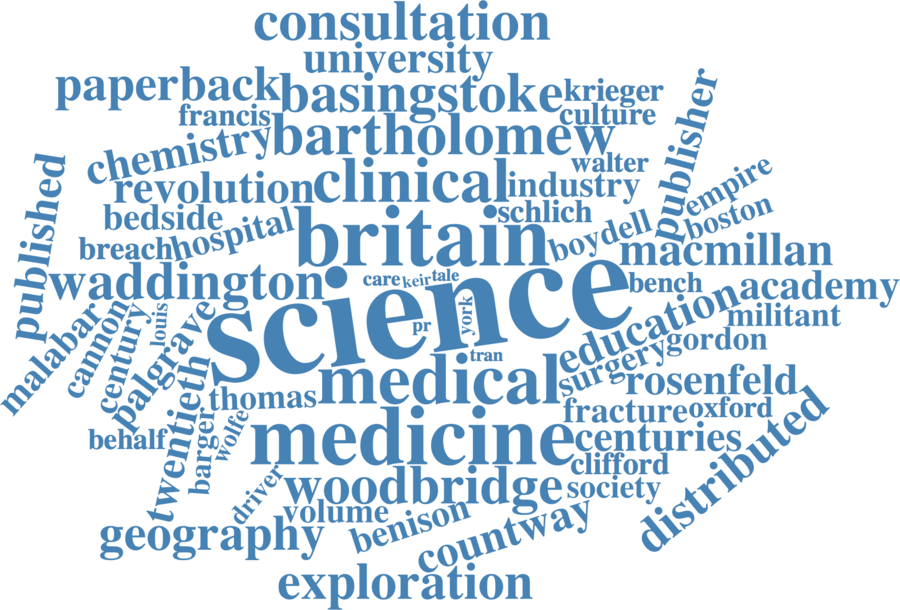 consultation
university
paperback
basingstoke
krieger
publisher
francis
culture
bartholomew
chemistry
walter
empire
published
revolution
clinical
industry
boston
bedside
schlich
britain
boydell
hospital
breach
macmillan
waddington
care
keir
tale
bench
academy
science
malabar
cannon
century
louis
palgrave
york
pr
education
militant
tran
gordon
surgery
medical
rosenfeld
thomas
twentieth
barger
wolfe
fracture
oxford
distributed
behalf
medicine
centuries
clifford
driver
woodbridge
society
volume
benison
countway
geography
exploration